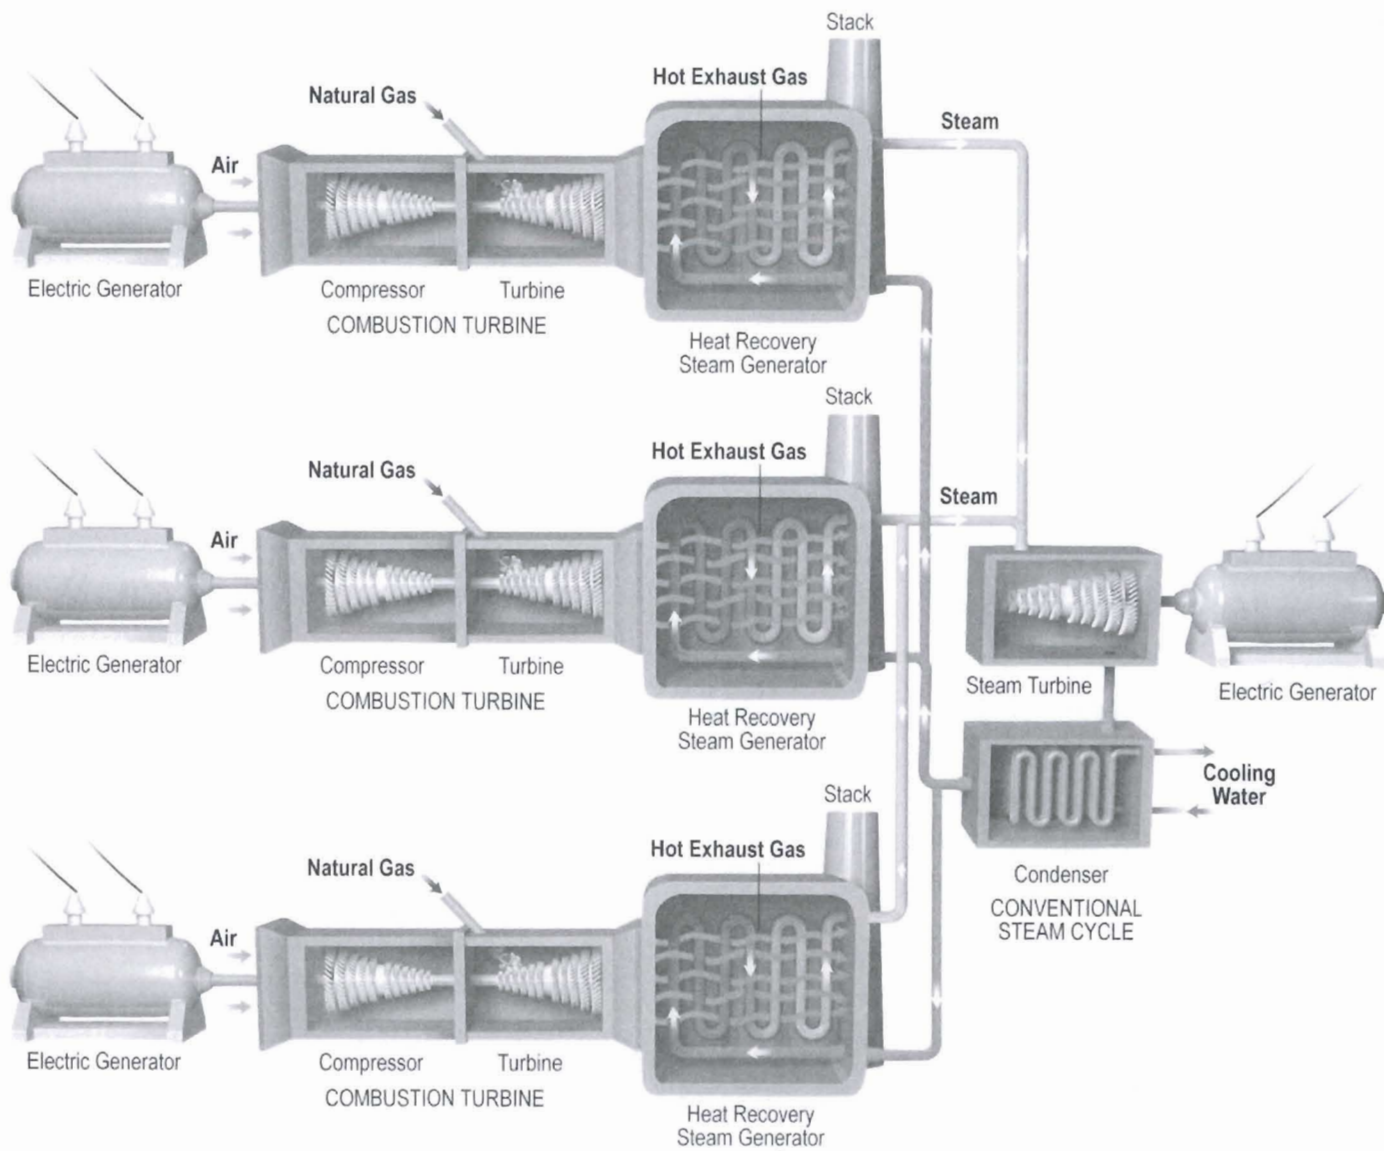 Stack
Hot Exhaust Gas
Natural Gas
Steam
Air
Electric Generator
Compressor
Turbine
COMBUSTION TURBINE
Heat Recovery
Steam Generator
Stack
Hot Exhaust Gas
Natural Gas
Steam
Air
Electric Generator
Compressor
Turbine
COMBUSTION TURBINE
Heat Recovery
Steam Generator
Steam Turbine
Electric Generator
Cooling
Water
Condenser
CONVENTIONAL
STEAM CYCLE
Stack
Hot Exhaust Gas
Natural Gas
Air
Electric Generator
Compressor
Turbine
COMBUSTION TURBINE
Heat Recovery
Steam Generator